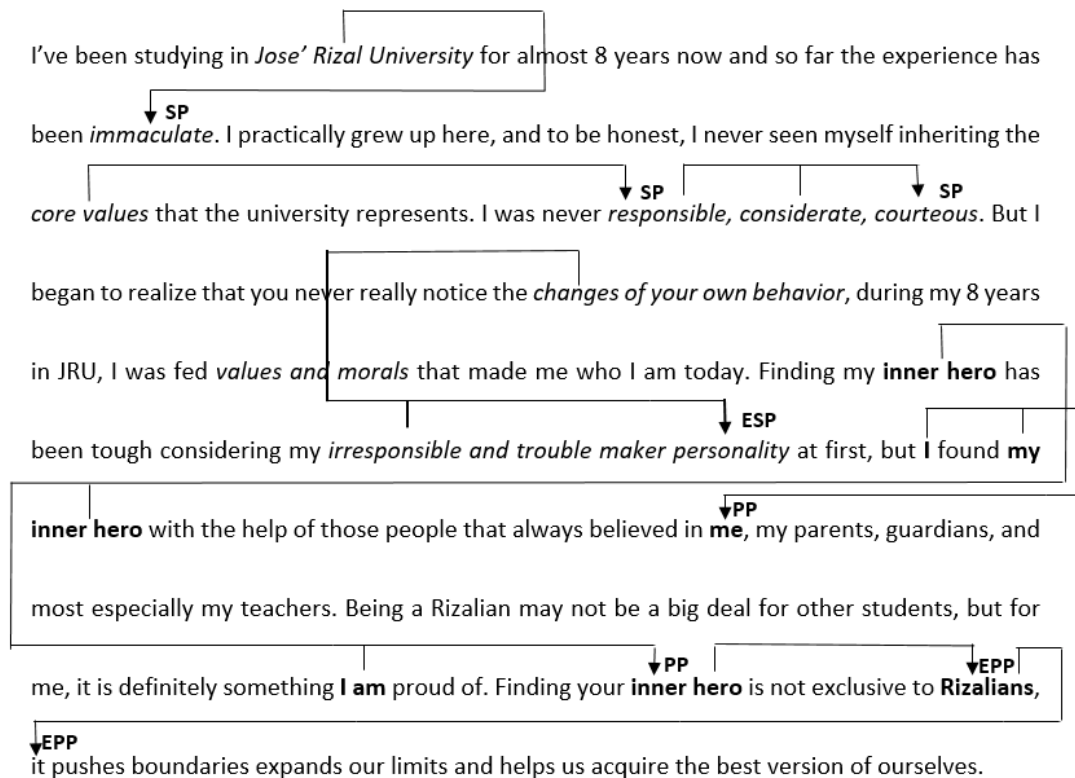 I've been studying in Jose' Rizal University for almost 8 years now and so far the experience has
SP
been immaculate. I practically grew up here, and to be honest, I never seen myself inheriting the
SP SP
core values that the university represents. I was never responsible, considerate, courteous. But I
began to realize that you never really notice the changes of your own behavior, during my 8 years
in JRU, I was fed values and morals that made me who I am today. Finding my inner hero has
ESP
been tough considering my irresponsible and trouble maker personality at first, but I found my
PP
inner hero with the help of those people that always believed in me, my parents, guardians, and
most especially my teachers. Being a Rizalian may not be a big deal for other students, but for
PP EPP
me, it is definitely something I am proud of. Finding your inner hero is not exclusive to Rizalians,
EPP
it pushes boundaries expands our limits and helps us acquire the best version of ourselves.